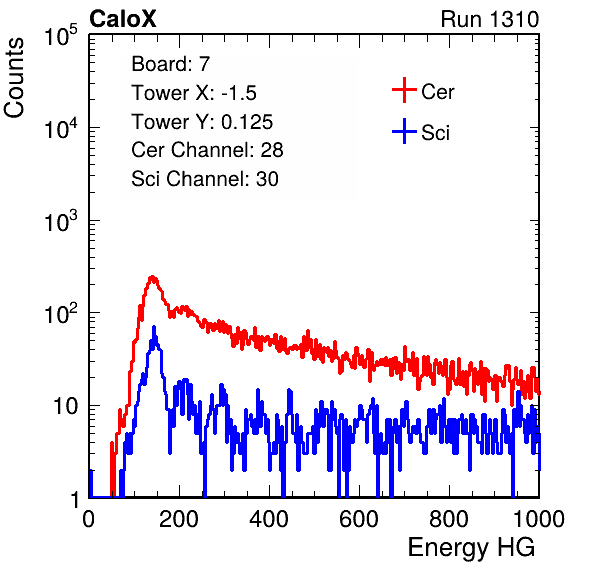 CaloX Run 1310
Counts
Board: 7
Tower X: -1.5
Tower Y: 0.125
Cer Channel: 28
Sci Channel: 30
Cer
Sci
10^5
10^4
10^3
10^2
10
1
0 200 400 600 800 1000
Energy HG